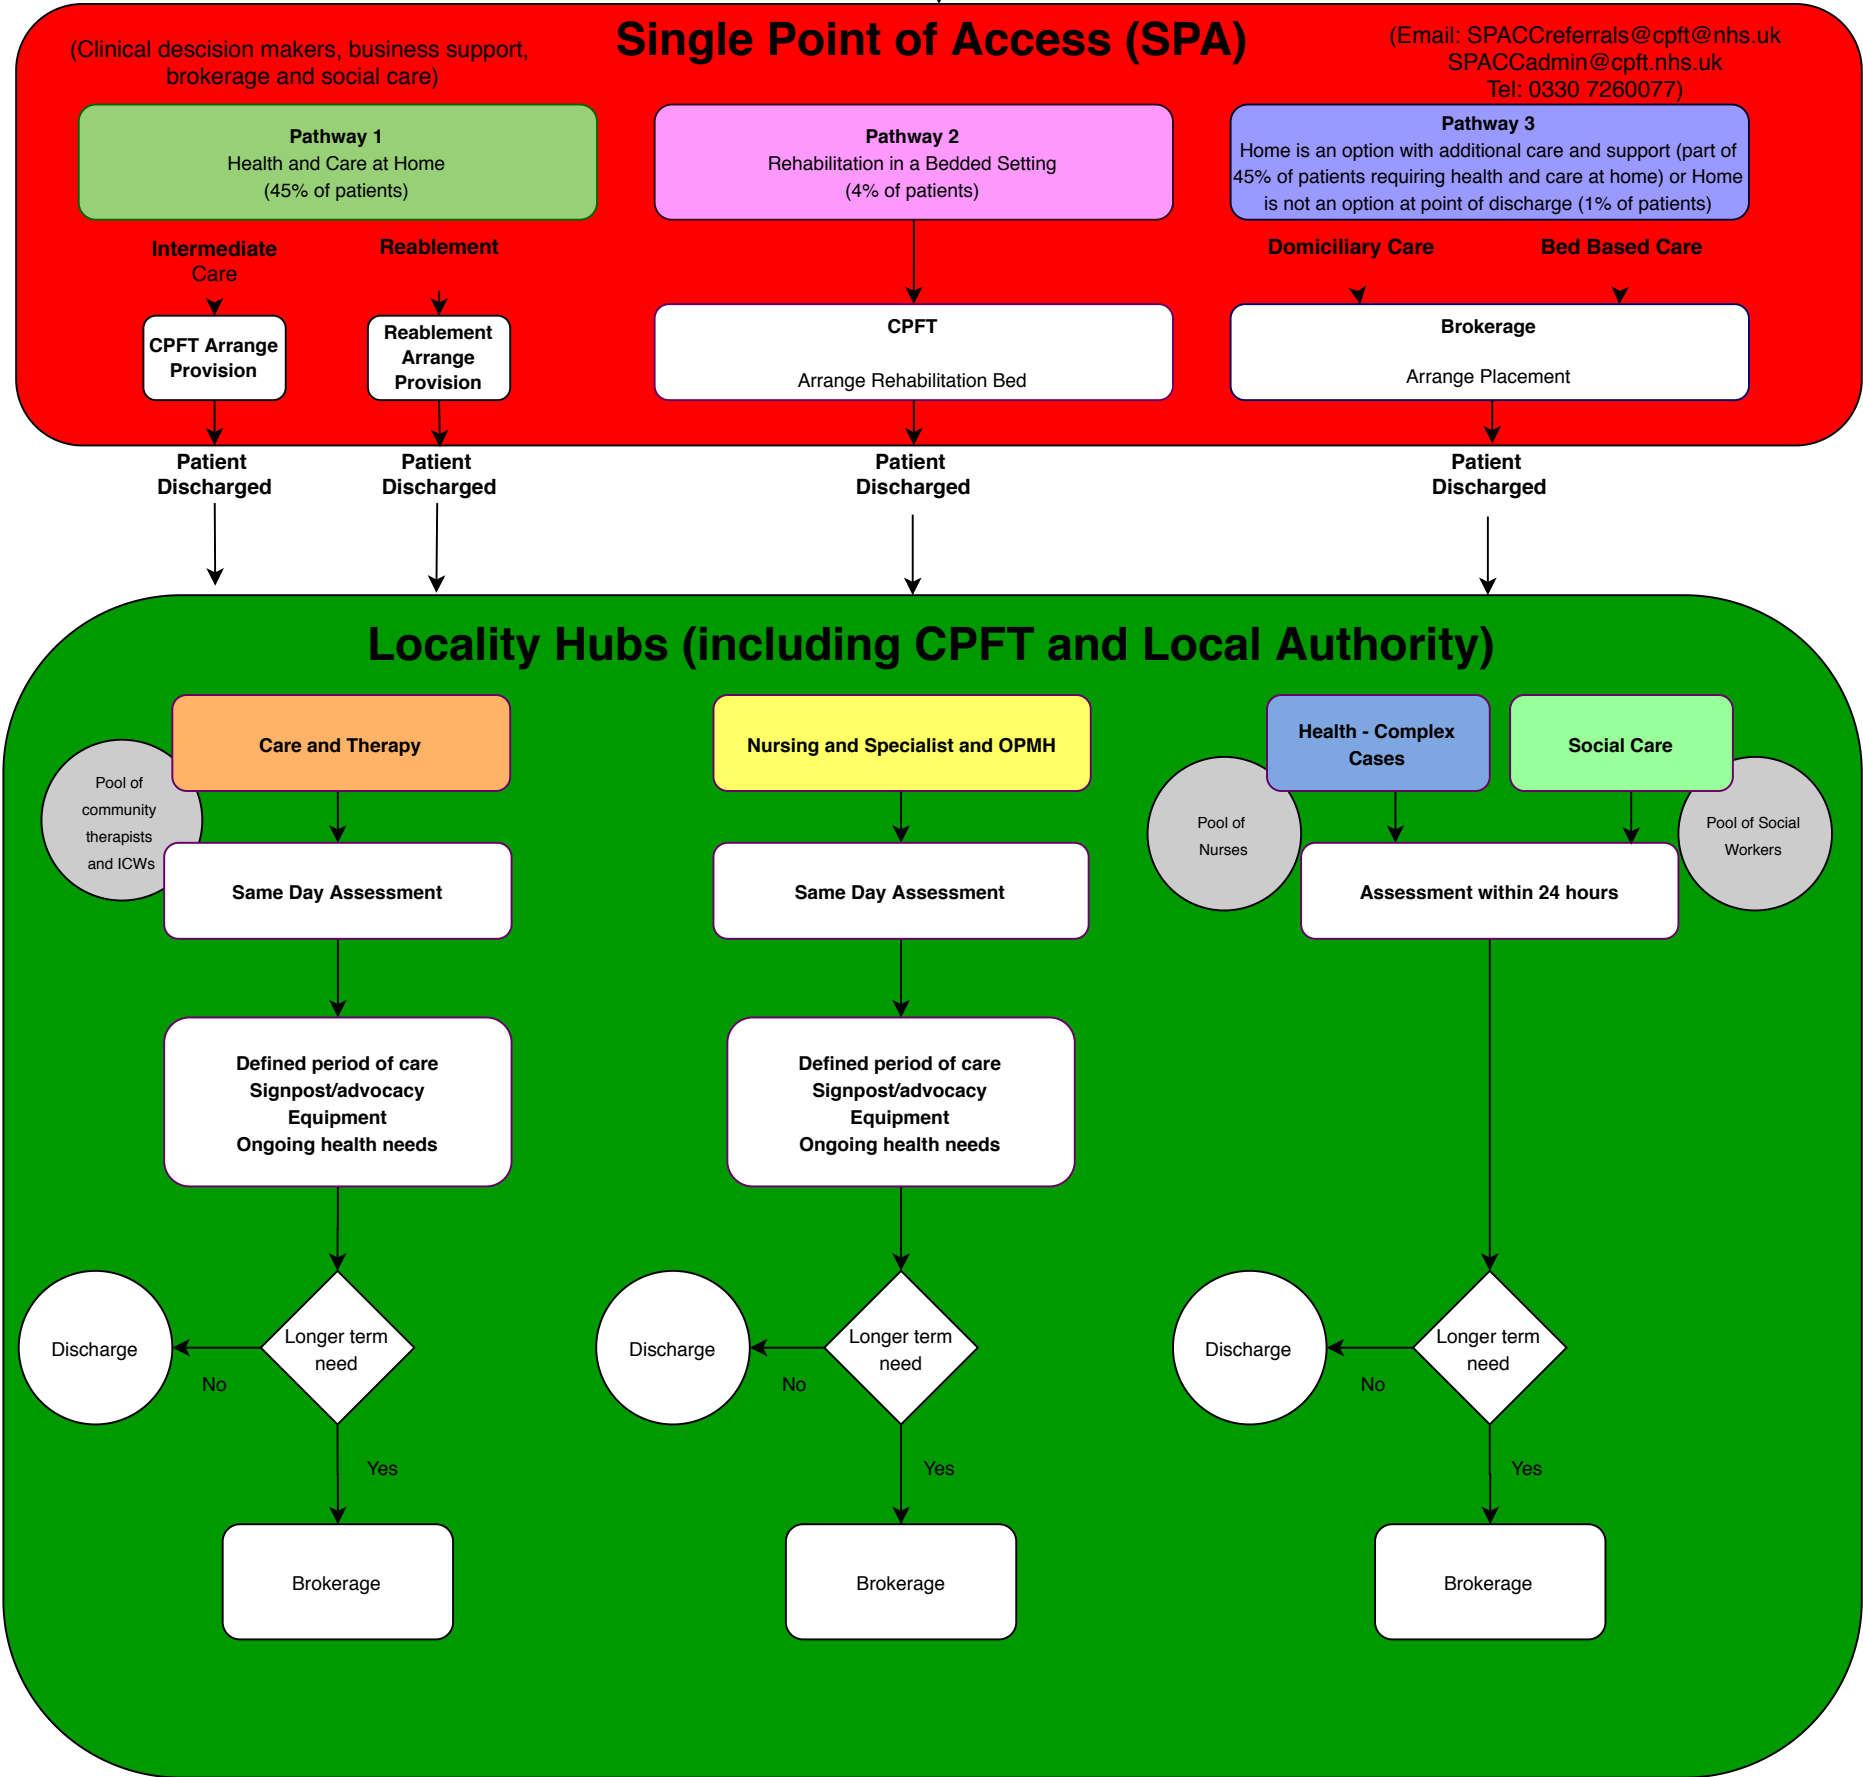 Single Point of Access (SPA)
(Clinical descision makers, business support,
brokerage and social care)
(Email: SPACCreferrals@cpft@nhs.uk
SPACCadmin@cpft.nhs.uk
Tel: 0330 7260077)
Pathway 1
Health and Care at Home
(45% of patients)
Pathway 2
Rehabilitation in a Bedded Setting
(4% of patients)
Pathway 3
Home is an option with additional care and support (part of
45% of patients requiring health and care at home) or Home
is not an option at point of discharge (1% of patients)
Intermediate
Care
Reablement
Domiciliary Care
Bed Based Care
CPFT Arrange
Provision
Reablement
Arrange
Provision
CPFT
Arrange Rehabilitation Bed
Brokerage
Arrange Placement
Patient
Discharged
Patient
Discharged
Patient
Discharged
Patient
Discharged
Locality Hubs (including CPFT and Local Authority)
Care and Therapy
Nursing and Specialist and OPMH
Health - Complex
Cases
Social Care
Pool of
community
therapists
and ICWs
Pool of
Nurses
Pool of Social
Workers
Same Day Assessment
Same Day Assessment
Assessment within 24 hours
Defined period of care
Signpost/advocacy
Equipment
Ongoing health needs
Defined period of care
Signpost/advocacy
Equipment
Ongoing health needs
Discharge
No
Longer term
need
Discharge
No
Longer term
need
Discharge
No
Longer term
need
Yes
Yes
Yes
Brokerage
Brokerage
Brokerage